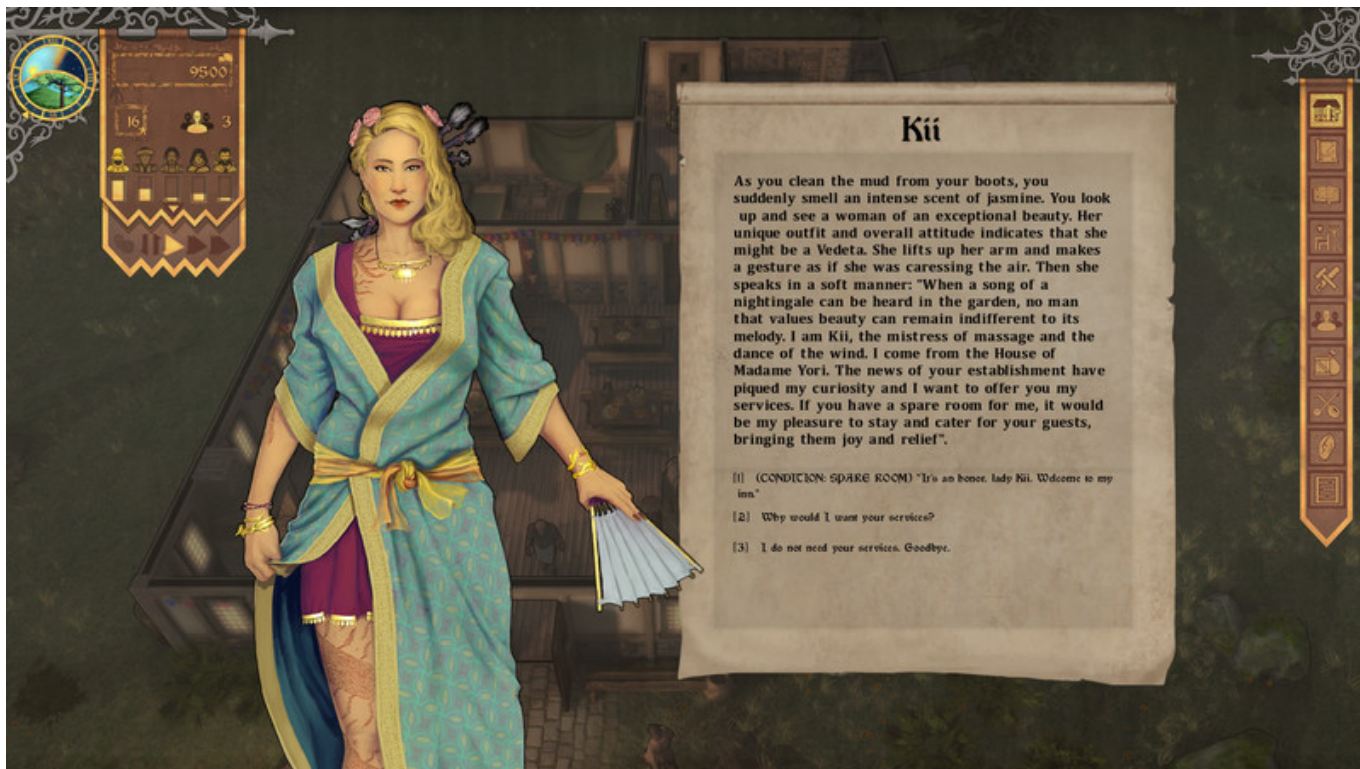 9500
16
3
Kii
As you clean the mud from your boots, you
suddenly smell an intense scent of jasmine. You look
up and see a woman of an exceptional beauty. Her
unique outfit and overall attitude indicates that she
might be a Vedeta. She lifts up her arm and makes
a gesture as if she was caressing the air. Then she
speaks in a soft manner: "When a song of a
nightingale can be heard in the garden, no man
that values beauty can remain indifferent to its
melody. I am Kii, the mistress of massage and the
dance of the wind. I come from the House of
Madame Yori. The news of your establishment have
piqued my curiosity and I want to offer you my
services. If you have a spare room for me, it would
be my pleasure to stay and cater for your guests,
bringing them joy and relief".
[1] (CONDITION: SPARE ROOM) "It's an honor, lady Kii. Welcome to my
inn."
[2] Why would I want your services?
[3] I do not need your services. Goodbye.